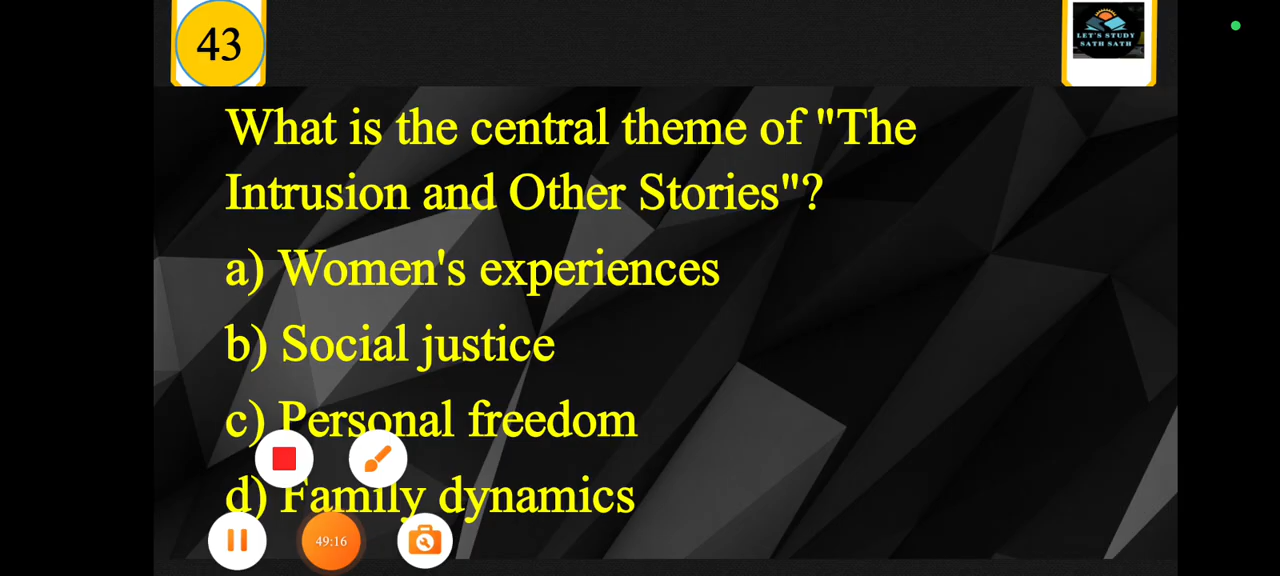 43
LET'S STUDY
SATH SATH
What is the central theme of "The
Intrusion and Other Stories"?
a) Women's experiences
b) Social justice
c) Personal freedom
d) Family dynamics
49:16